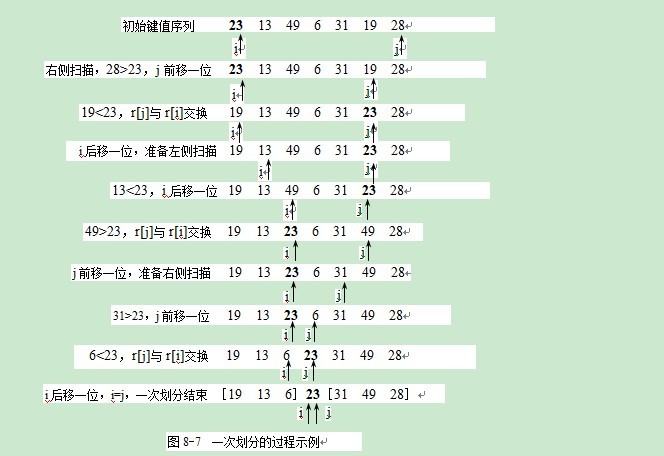 初始键值序列 23 13 49 6 31 19 28
i j
右侧扫描，28>23，j 前移一位 23 13 49 6 31 19 28
i j
19<23，r[j]与 r[i]交换 19 13 49 6 31 23 28
i j
i 后移一位，准备左侧扫描 19 13 49 6 31 23 28
i j
13<23，i 后移一位 19 13 49 6 31 23 28
i j
49>23，r[j]与 r[i]交换 19 13 23 6 31 49 28
i j
j 前移一位，准备右侧扫描 19 13 23 6 31 49 28
i j
31>23，j 前移一位 19 13 23 6 31 49 28
i j
6<23，r[j]与 r[i]交换 19 13 6 23 31 49 28
i j
i 后移一位，i=j，一次划分结束 [19 13 6] 23 [31 49 28]
i j
图 8-7 一次划分的过程示例